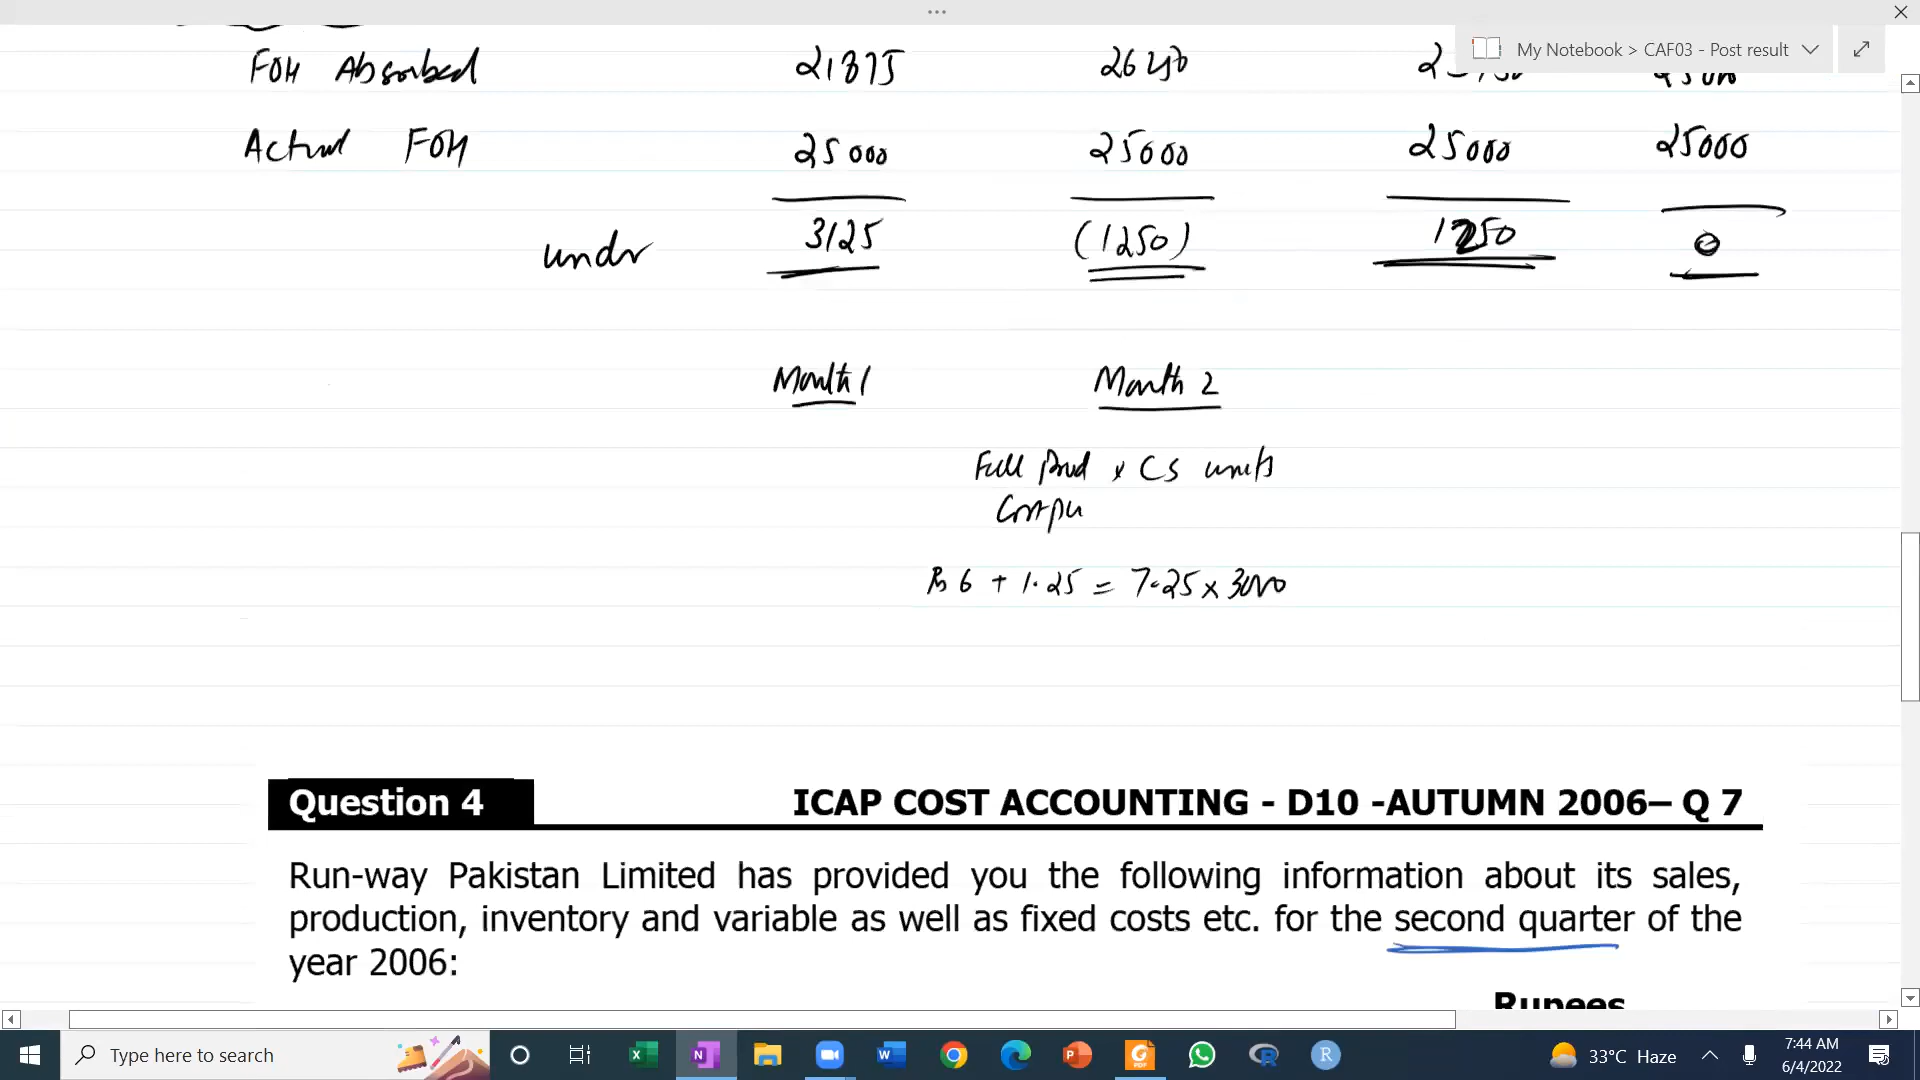 My Notebook > CAF03 - Post result
FOH Absorbed 21875 26250
Actual FOH 25000 25000 25000 25000
under 3125 (1250) 1250 0
Month 1 Month 2
Full Prod x CS units
Cost pu
Rs 6 + 1.25 = 7.25 x 3000
Question 4 ICAP COST ACCOUNTING - D10 -AUTUMN 2006– Q 7
Run-way Pakistan Limited has provided you the following information about its sales,
production, inventory and variable as well as fixed costs etc. for the second quarter of the
year 2006:
Rupees
Type here to search
33°C Haze
7:44 AM
6/4/2022